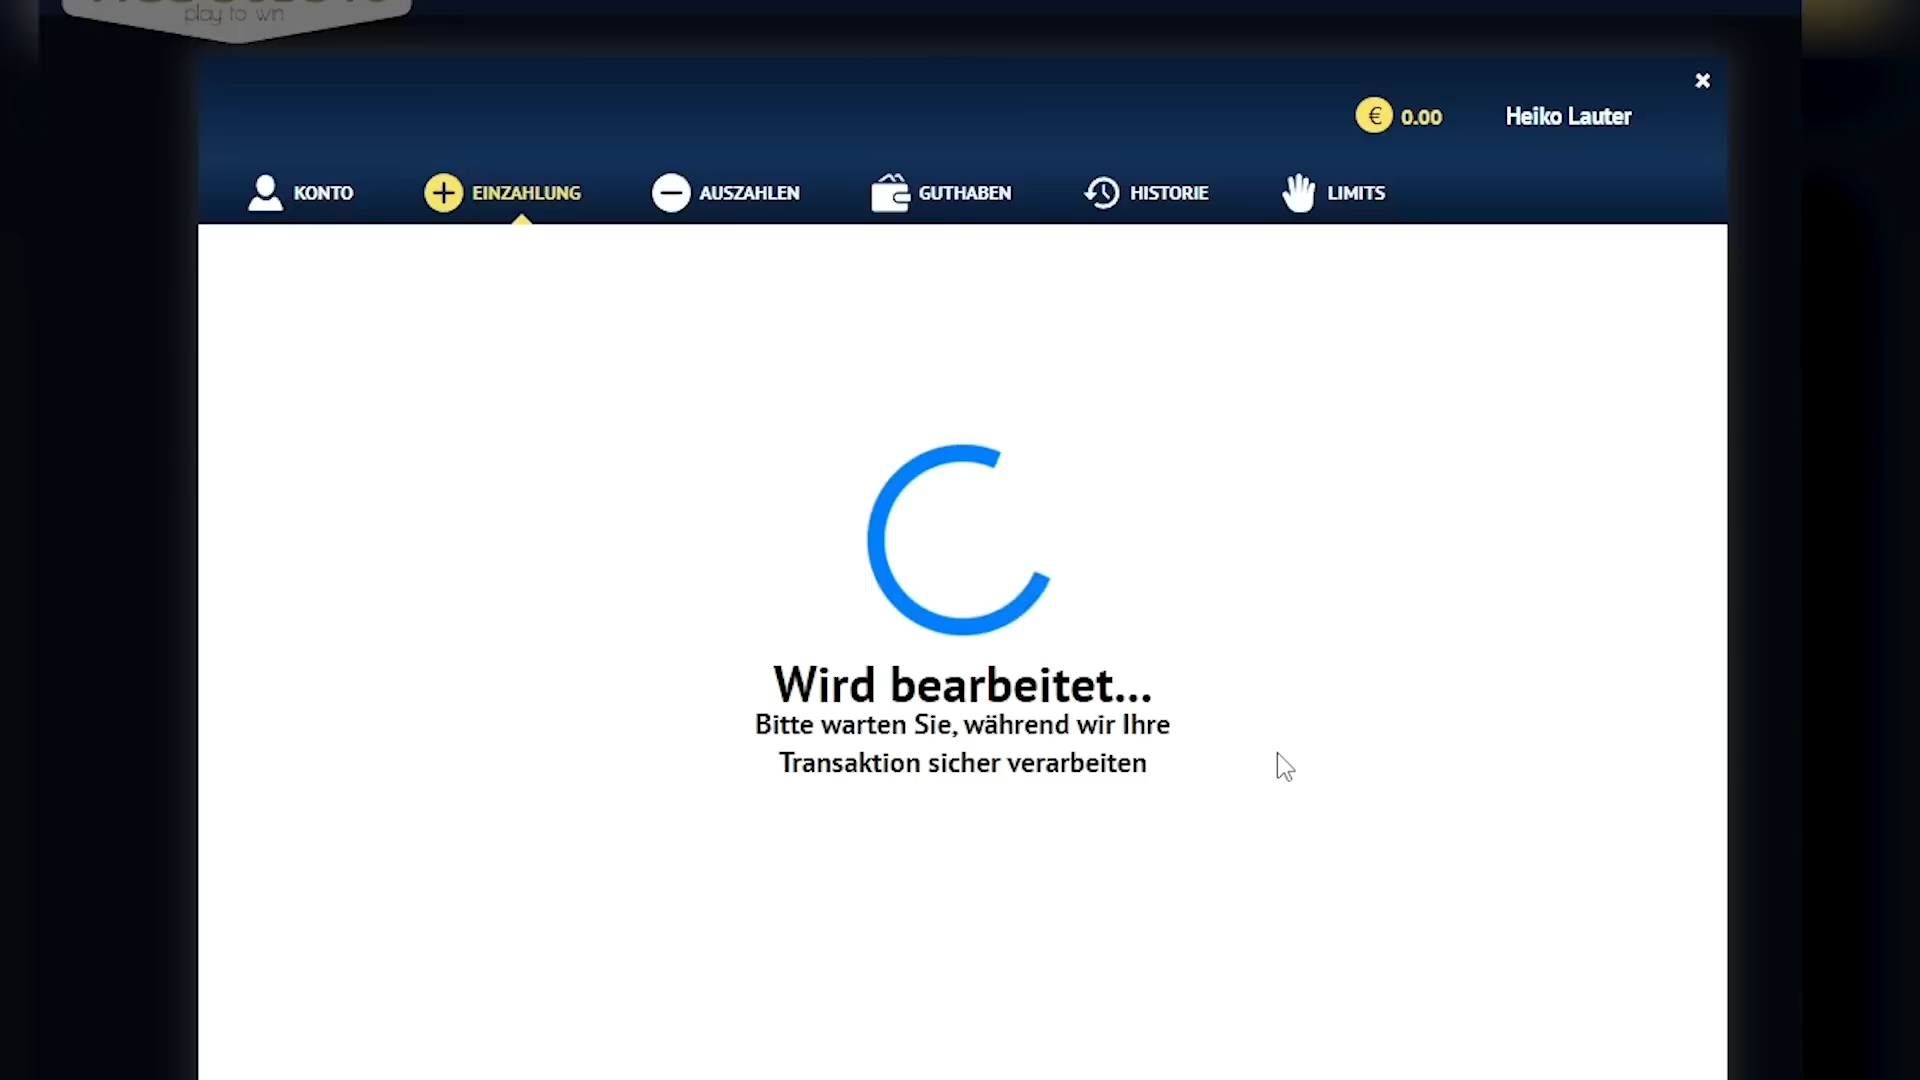 play to win
€ 0.00 Heiko Lauter
KONTO EINZAHLUNG AUSZAHLEN GUTHABEN HISTORIE LIMITS
Wird bearbeitet...
Bitte warten Sie, während wir Ihre
Transaktion sicher verarbeiten